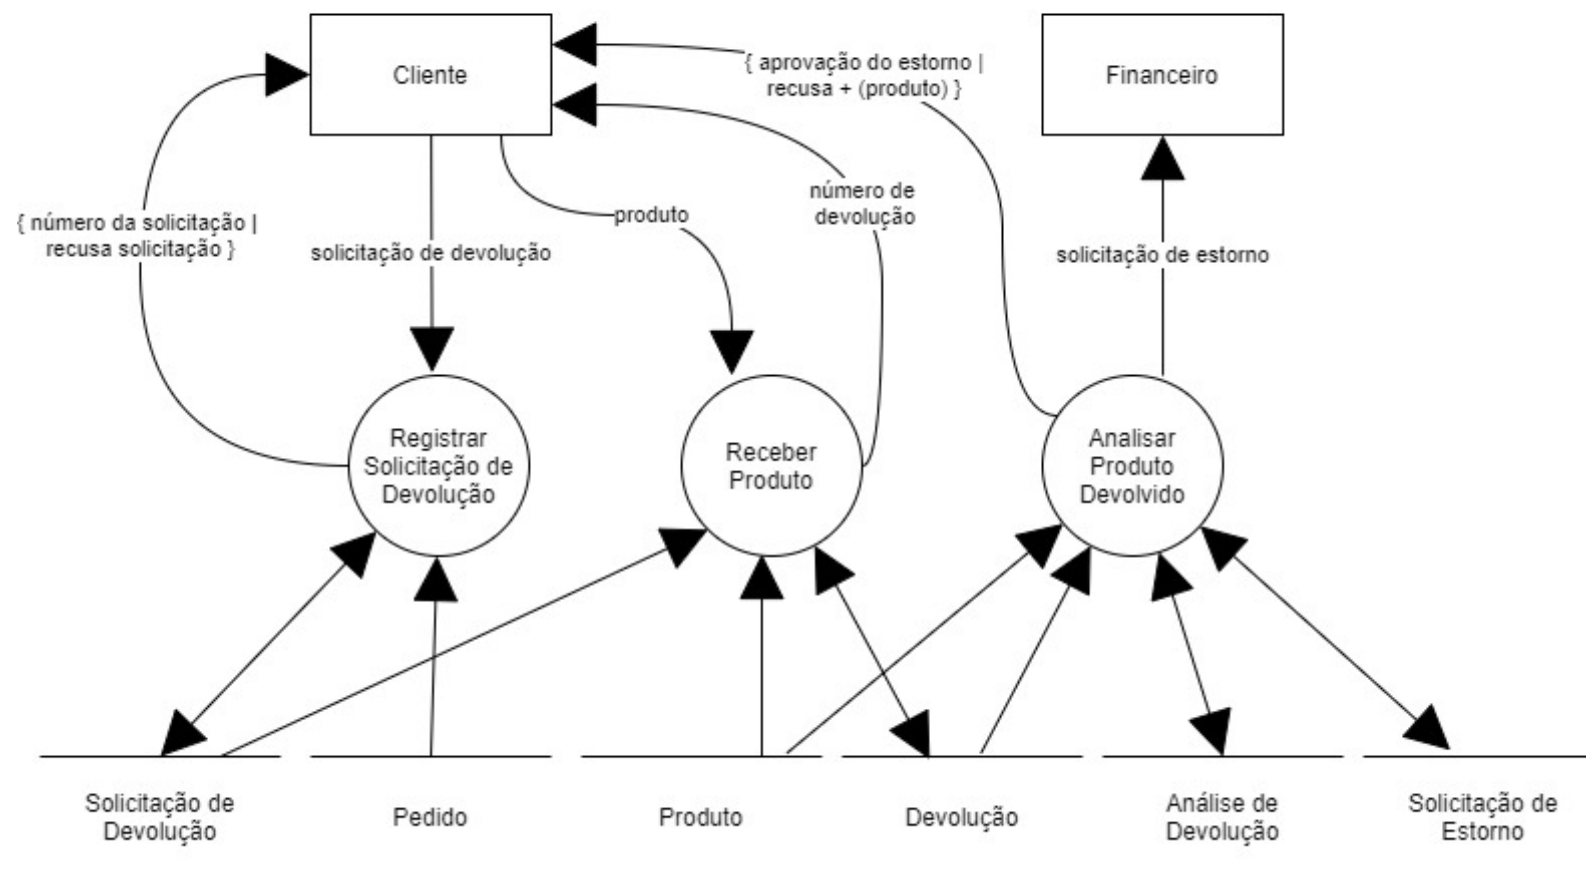 Cliente
{ aprovação do estorno |
recusa + (produto) }
Financeiro
número de
devolução
{ número da solicitação |
recusa solicitação }
produto
solicitação de devolução
solicitação de estorno
Registrar
Solicitação de
Devolução
Receber
Produto
Analisar
Produto
Devolvido
Solicitação de
Devolução
Pedido
Produto
Devolução
Análise de
Devolução
Solicitação de
Estorno